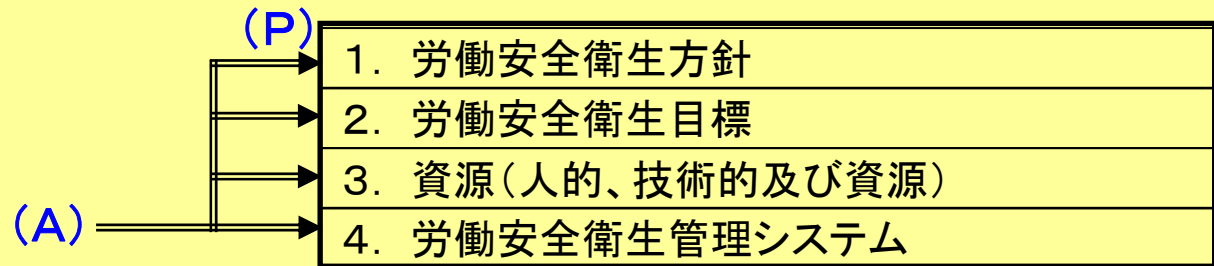 (P)
1. 労働安全衛生方針
2. 労働安全衛生目標
3. 資源(人的、技術的及び資源)
(A)
4. 労働安全衛生管理システム